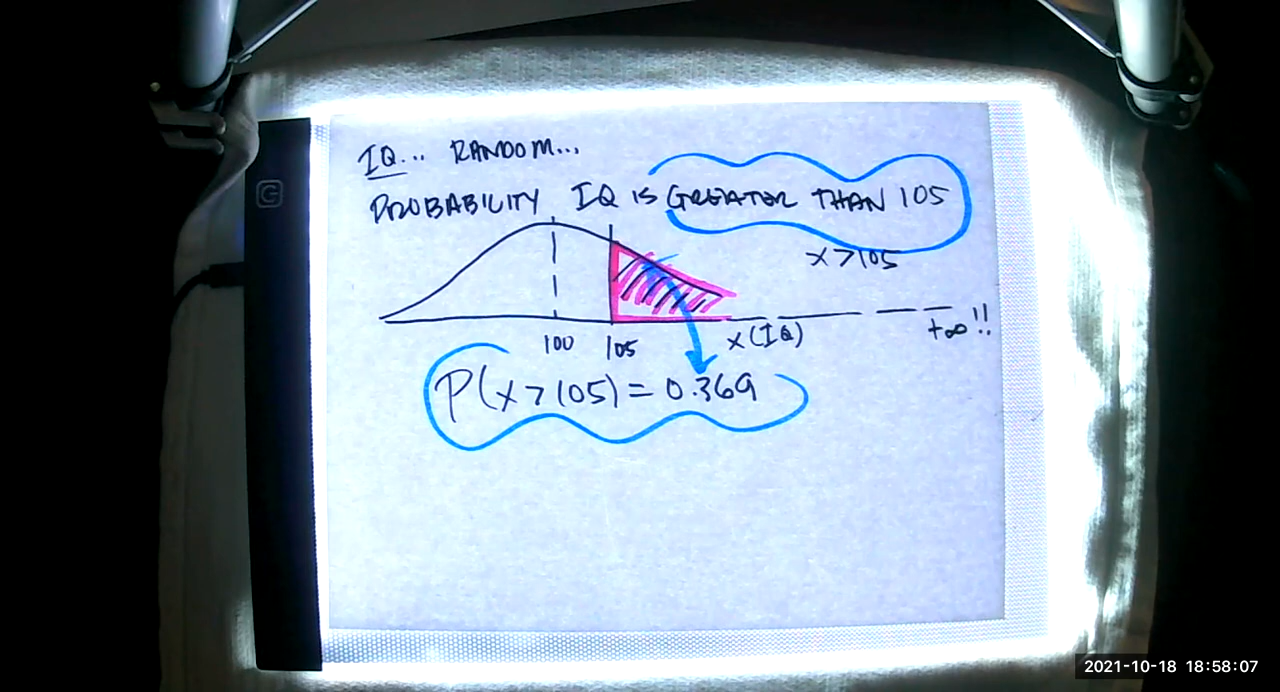 IQ... RANDOM...
PROBABILITY IQ IS GREATER THAN 105
x>105
100 105 x(IQ) +∞!!
P(x>105)=0.369
2021-10-18 18:58:07